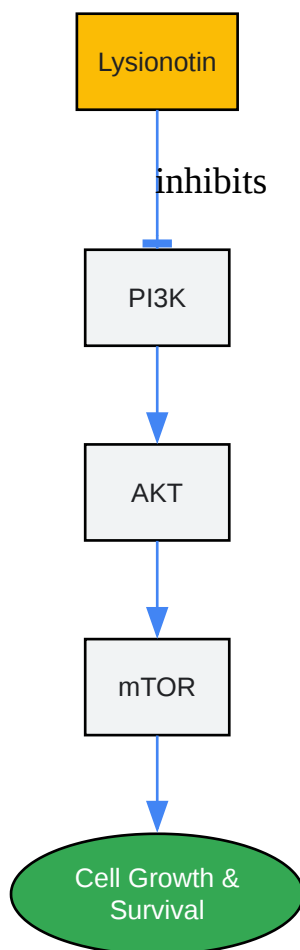 Lysionotin
inhibits
PI3K
AKT
mTOR
Cell Growth &
Survival